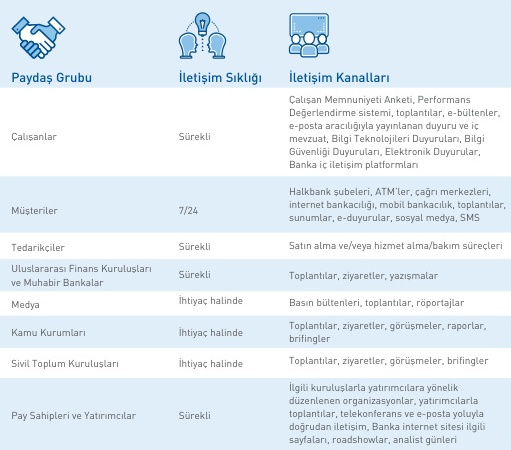 Paydaş Grubu
İletişim Sıklığı
İletişim Kanalları
Çalışanlar
Sürekli
Çalışan Memnuniyeti Anketi, Performans
Değerlendirme sistemi, toplantılar, e-bültenler,
e-posta aracılığıyla yayınlanan duyuru ve iç
mevzuat, Bilgi Teknolojileri Duyuruları, Bilgi
Güvenliği Duyuruları, Elektronik Duyurular,
Banka iç iletişim platformları
Müşteriler
7/24
Halkbank şubeleri, ATM'ler, çağrı merkezleri,
internet bankacılığı, mobil bankacılık, toplantılar,
sunumlar, e-duyurular, sosyal medya, SMS
Tedarikçiler
Sürekli
Satın alma ve/veya hizmet alma/bakım süreçleri
Uluslararası Finans Kuruluşları
ve Muhabir Bankalar
Sürekli
Toplantılar, ziyaretler, yazışmalar
Medya
İhtiyaç halinde
Basın bültenleri, toplantılar, röportajlar
Kamu Kurumları
İhtiyaç halinde
Toplantılar, ziyaretler, görüşmeler, raporlar,
brifingler
Sivil Toplum Kuruluşları
İhtiyaç halinde
Toplantılar, ziyaretler, görüşmeler, brifingler
Pay Sahipleri ve Yatırımcılar
Sürekli
İlgili kuruluşlarla yatırımcılara yönelik
düzenlenen organizasyonlar, yatırımcılarla
toplantılar, telekonferans ve e-posta yoluyla
doğrudan iletişim, Banka internet sitesi ilgili
sayfaları, roadshowlar, analist günleri